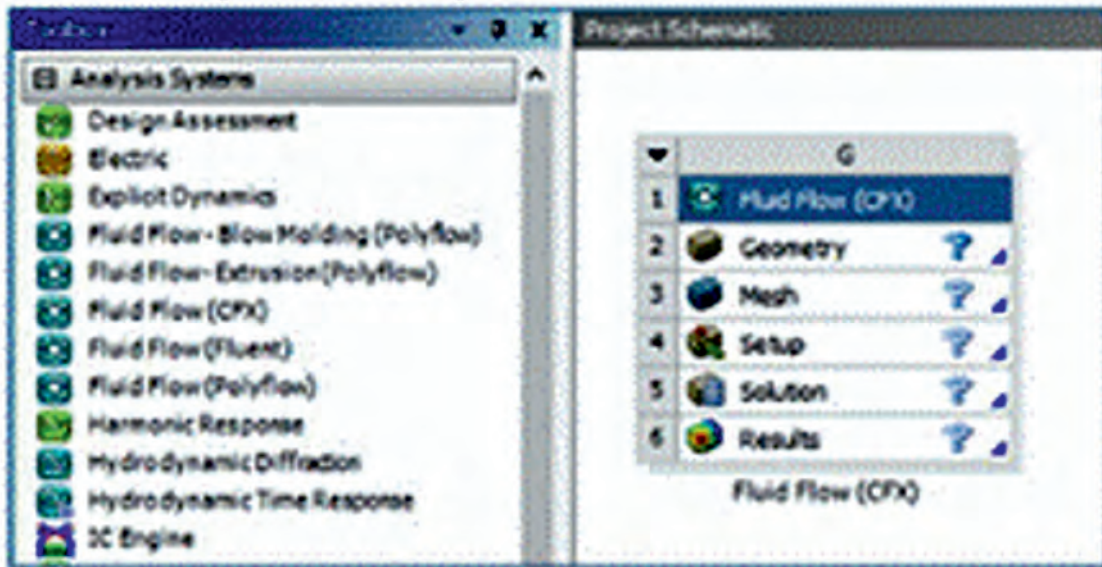 Toolbox
Analysis Systems
Design Assessment
Electric
Explicit Dynamics
Fluid Flow - Blow Molding (Polyflow)
Fluid Flow - Extrusion (Polyflow)
Fluid Flow (CFX)
Fluid Flow (Fluent)
Fluid Flow (Polyflow)
Harmonic Response
Hydrodynamic Diffraction
Hydrodynamic Time Response
IC Engine
Project Schematic
G
1 Fluid Flow (CFX)
2 Geometry ?
3 Mesh ?
4 Setup ?
5 Solution ?
6 Results ?
Fluid Flow (CFX)